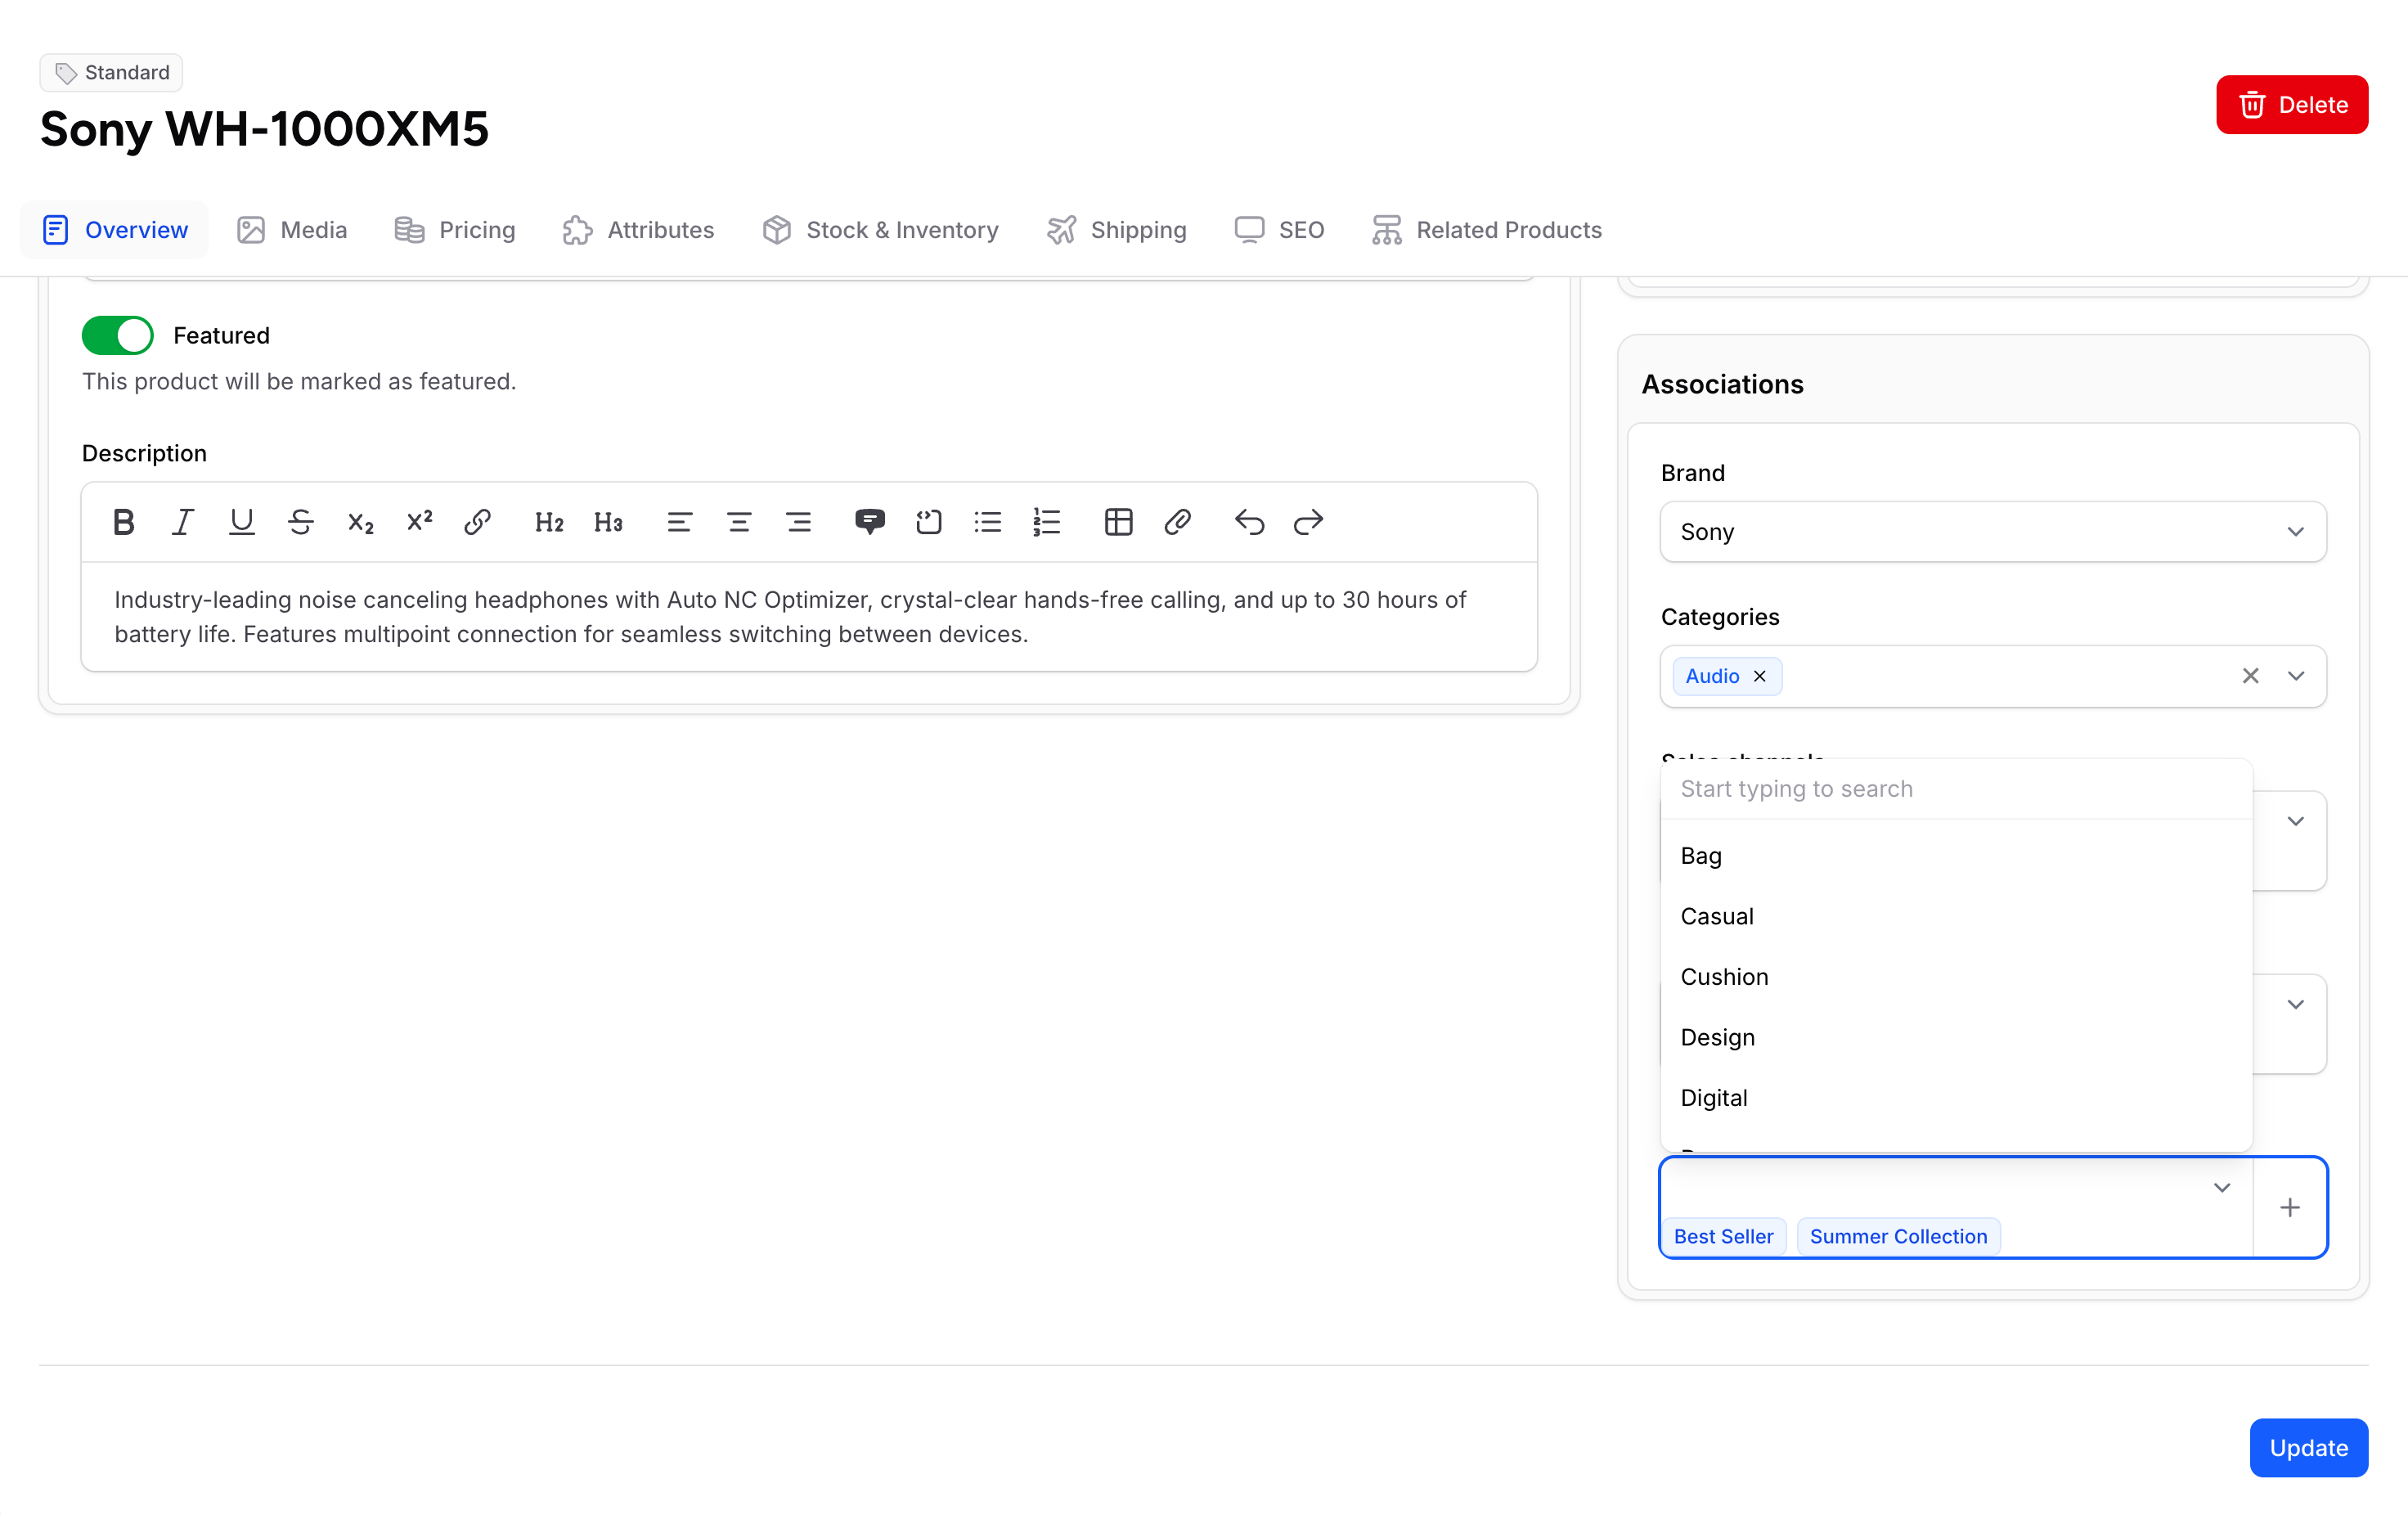 Standard
Sony WH-1000XM5
Delete
Overview
Media
Pricing
Attributes
Stock & Inventory
Shipping
SEO
Related Products
Featured
This product will be marked as featured.
Description
B I U S x₂ x² H2 H3
Industry-leading noise canceling headphones with Auto NC Optimizer, crystal-clear hands-free calling, and up to 30 hours of
battery life. Features multipoint connection for seamless switching between devices.
Associations
Brand
Sony
Categories
Audio
Sales channels
Start typing to search
Bag
Casual
Cushion
Design
Digital
Best Seller
Summer Collection
Update